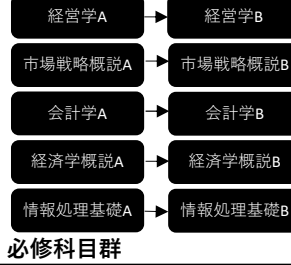 経営学A 経営学B
市場戦略概説A 市場戦略概説B
会計学A 会計学B
経済学概説A 経済学概説B
情報処理基礎A 情報処理基礎B
必修科目群